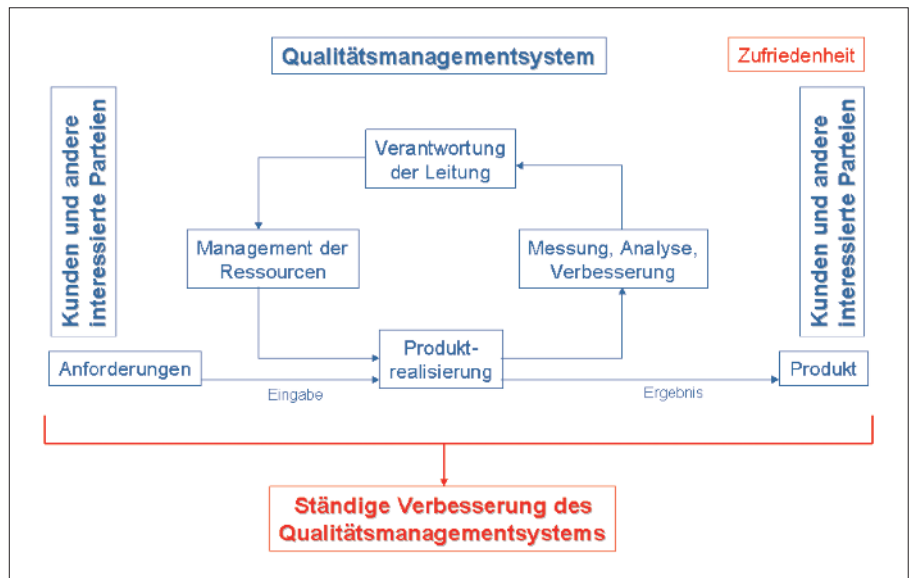 Qualitätsmanagementsystem
Zufriedenheit
Kunden und andere
interessierte Parteien
Verantwortung
der Leitung
Management der
Ressourcen
Messung, Analyse,
Verbesserung
Kunden und andere
interessierte Parteien
Anforderungen
Eingabe
Produkt-
realisierung
Ergebnis
Produkt
Ständige Verbesserung des
Qualitätsmanagementsystems